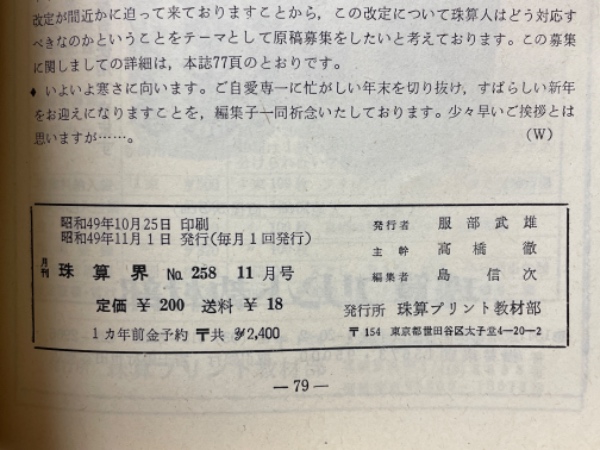 改定が間近かに迫って来ておりますことから，この改定について珠算人はどう対応す
べきなのかということをテーマとして原稿募集をしたいと考えております。この募集
に関しましての詳細は，本誌77頁のとおりです。
♦ いよいよ寒さに向います。ご自愛専一に忙がしい年末を切り抜け，すばらしい新年
をお迎えになりますことを，編集子一同祈念いたしております。少々早いご挨拶とは
思いますが……。 （W）
昭和49年10月25日 印刷
昭和49年11月1日 発行（毎月1回発行）
月刊 珠算界 No. 258 11月号
定価 ¥ 200 送料 ¥ 18
1カ年前金予約 〒共 ¥2,400
発行者 服部武雄
主幹 高橋徹
編集者 島信次
発行所 珠算プリント教材部
〒154 東京都世田谷区太子堂4-20-2
— 79 —